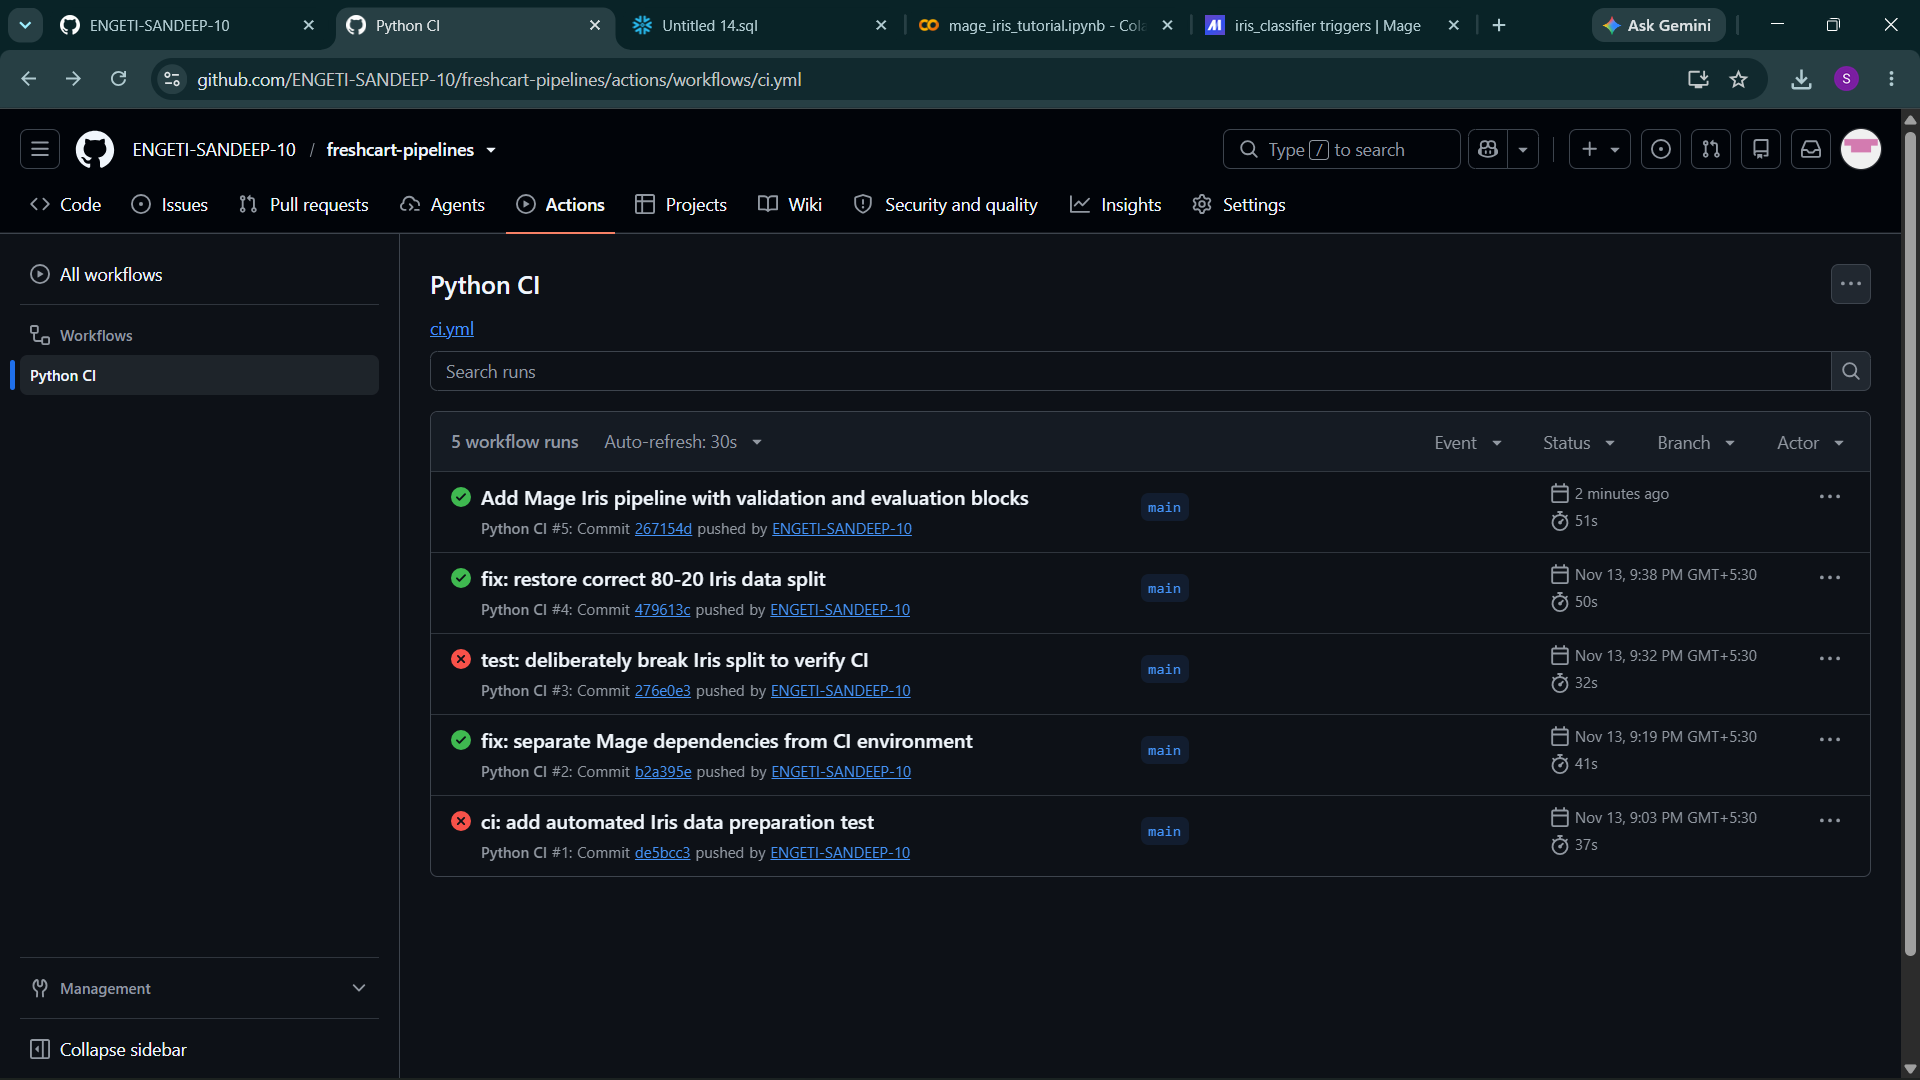 ENGETI-SANDEEP-10
Python CI
Untitled 14.sql
mage_iris_tutorial.ipynb - Cola
iris_classifier triggers | Mage
Ask Gemini
github.com/ENGETI-SANDEEP-10/freshcart-pipelines/actions/workflows/ci.yml
S
ENGETI-SANDEEP-10 / freshcart-pipelines
Type / to search
Code
Issues
Pull requests
Agents
Actions
Projects
Wiki
Security and quality
Insights
Settings
All workflows
Workflows
Python CI
Management
Collapse sidebar
Python CI
ci.yml
Search runs
5 workflow runs
Auto-refresh: 30s
Event
Status
Branch
Actor
Add Mage Iris pipeline with validation and evaluation blocks
Python CI #5: Commit 267154d pushed by ENGETI-SANDEEP-10
main
2 minutes ago
51s
fix: restore correct 80-20 Iris data split
Python CI #4: Commit 479613c pushed by ENGETI-SANDEEP-10
main
Nov 13, 9:38 PM GMT+5:30
50s
test: deliberately break Iris split to verify CI
Python CI #3: Commit 276e0e3 pushed by ENGETI-SANDEEP-10
main
Nov 13, 9:32 PM GMT+5:30
32s
fix: separate Mage dependencies from CI environment
Python CI #2: Commit b2a395e pushed by ENGETI-SANDEEP-10
main
Nov 13, 9:19 PM GMT+5:30
41s
ci: add automated Iris data preparation test
Python CI #1: Commit de5bcc3 pushed by ENGETI-SANDEEP-10
main
Nov 13, 9:03 PM GMT+5:30
37s